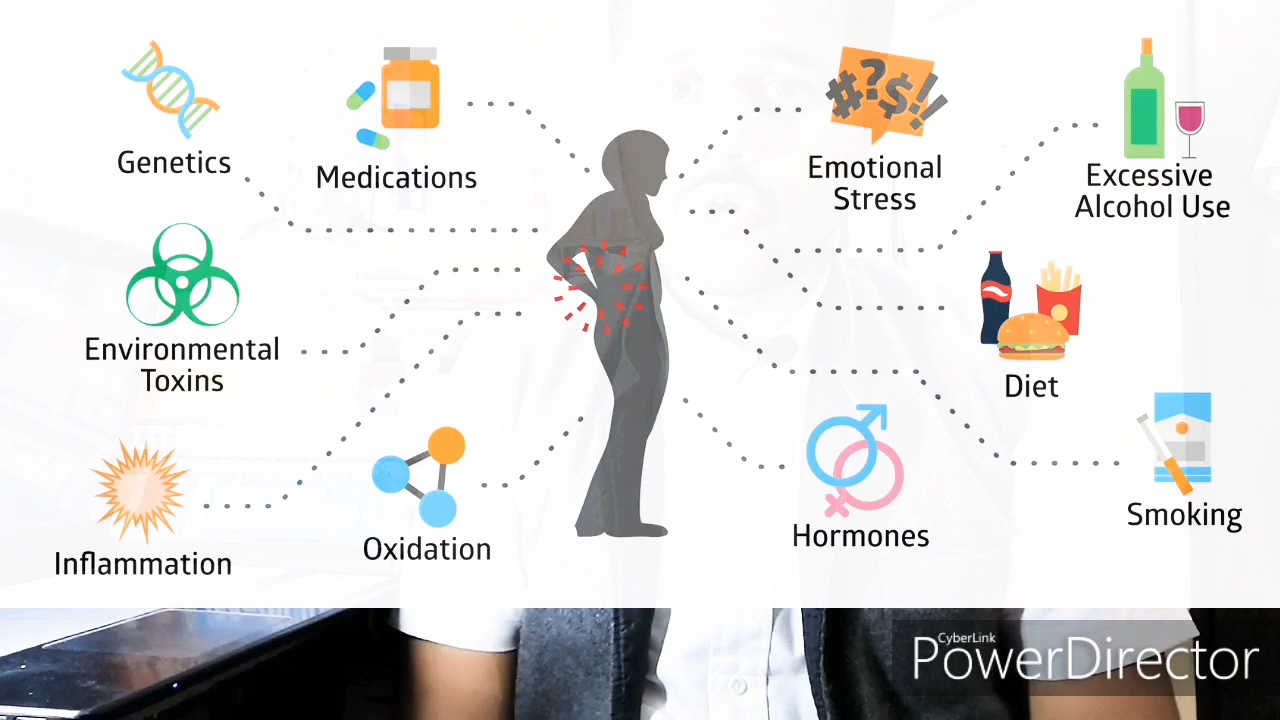 Genetics
Medications
#?$!!
Emotional
Stress
Excessive
Alcohol Use
Environmental
Toxins
Diet
Inflammation
Oxidation
Hormones
Smoking
CyberLink
PowerDirector